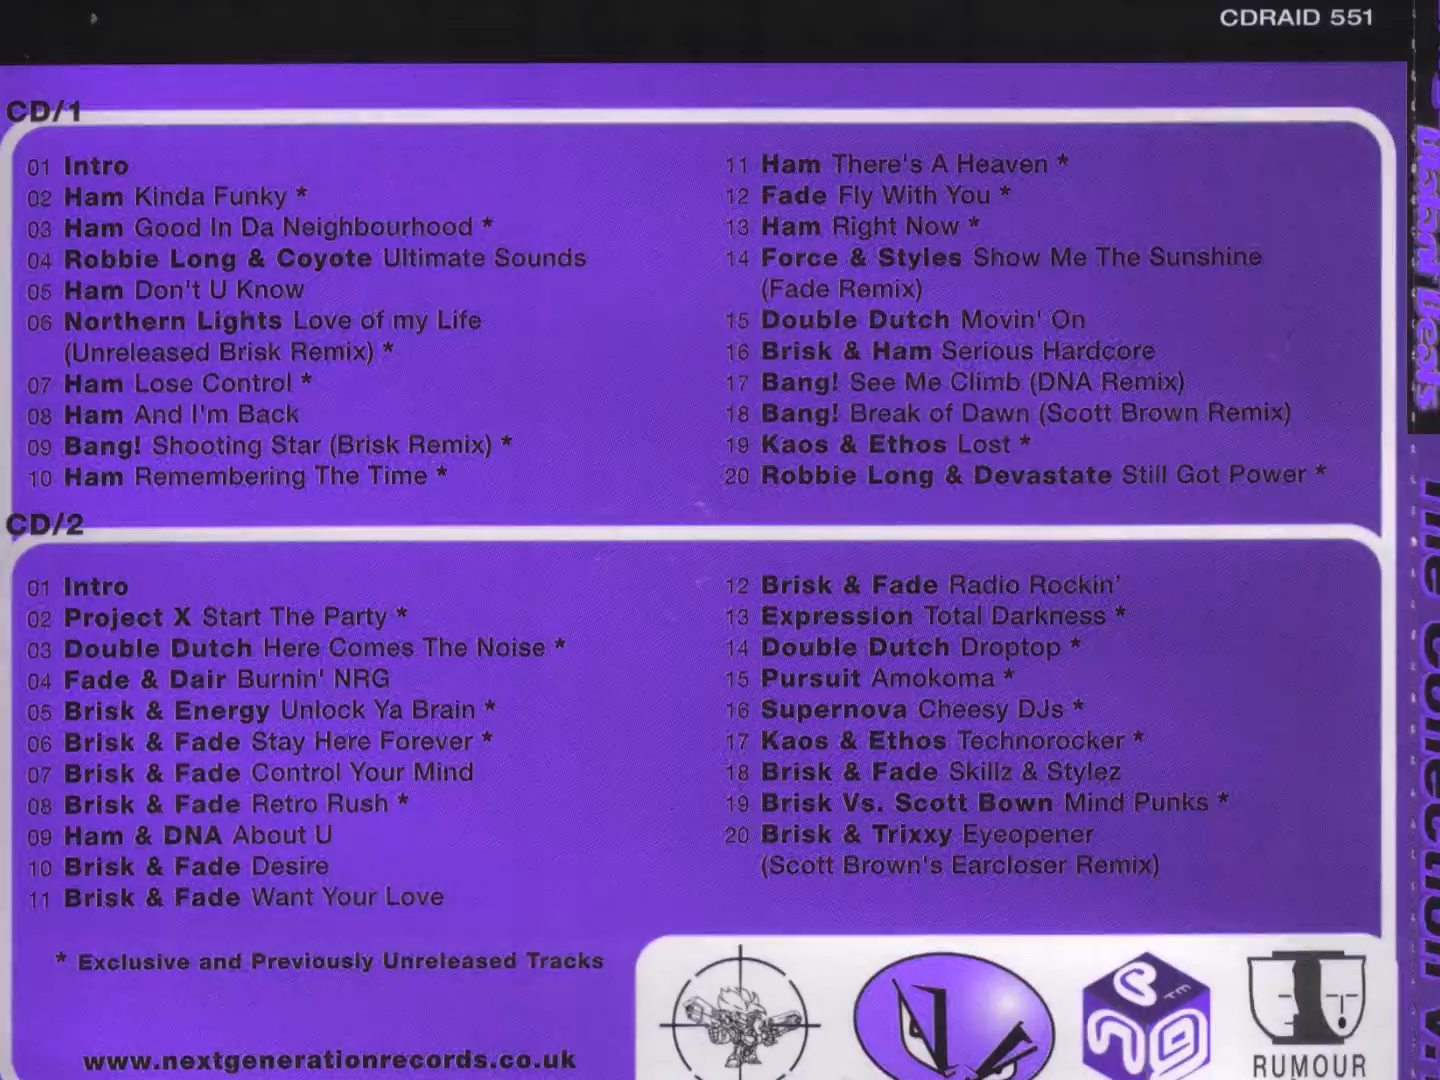 CDRAID 551
CD/1
01 Intro
02 Ham Kinda Funky *
03 Ham Good In Da Neighbourhood *
04 Robbie Long & Coyote Ultimate Sounds
05 Ham Don't U Know
06 Northern Lights Love of my Life
(Unreleased Brisk Remix) *
07 Ham Lose Control *
08 Ham And I'm Back
09 Bang! Shooting Star (Brisk Remix) *
10 Ham Remembering The Time *
11 Ham There's A Heaven *
12 Fade Fly With You *
13 Ham Right Now *
14 Force & Styles Show Me The Sunshine
(Fade Remix)
15 Double Dutch Movin' On
16 Brisk & Ham Serious Hardcore
17 Bang! See Me Climb (DNA Remix)
18 Bang! Break of Dawn (Scott Brown Remix)
19 Kaos & Ethos Lost *
20 Robbie Long & Devastate Still Got Power *
CD/2
01 Intro
02 Project X Start The Party *
03 Double Dutch Here Comes The Noise *
04 Fade & Dair Burnin' NRG
05 Brisk & Energy Unlock Ya Brain *
06 Brisk & Fade Stay Here Forever *
07 Brisk & Fade Control Your Mind
08 Brisk & Fade Retro Rush *
09 Ham & DNA About U
10 Brisk & Fade Desire
11 Brisk & Fade Want Your Love
12 Brisk & Fade Radio Rockin'
13 Expression Total Darkness *
14 Double Dutch Droptop *
15 Pursuit Amokoma *
16 Supernova Cheesy DJs *
17 Kaos & Ethos Technorocker *
18 Brisk & Fade Skillz & Stylez
19 Brisk Vs. Scott Bown Mind Punks *
20 Brisk & Trixxy Eyeopener
(Scott Brown's Earcloser Remix)
* Exclusive and Previously Unreleased Tracks
www.nextgenerationrecords.co.uk
RUMOUR
The Collection